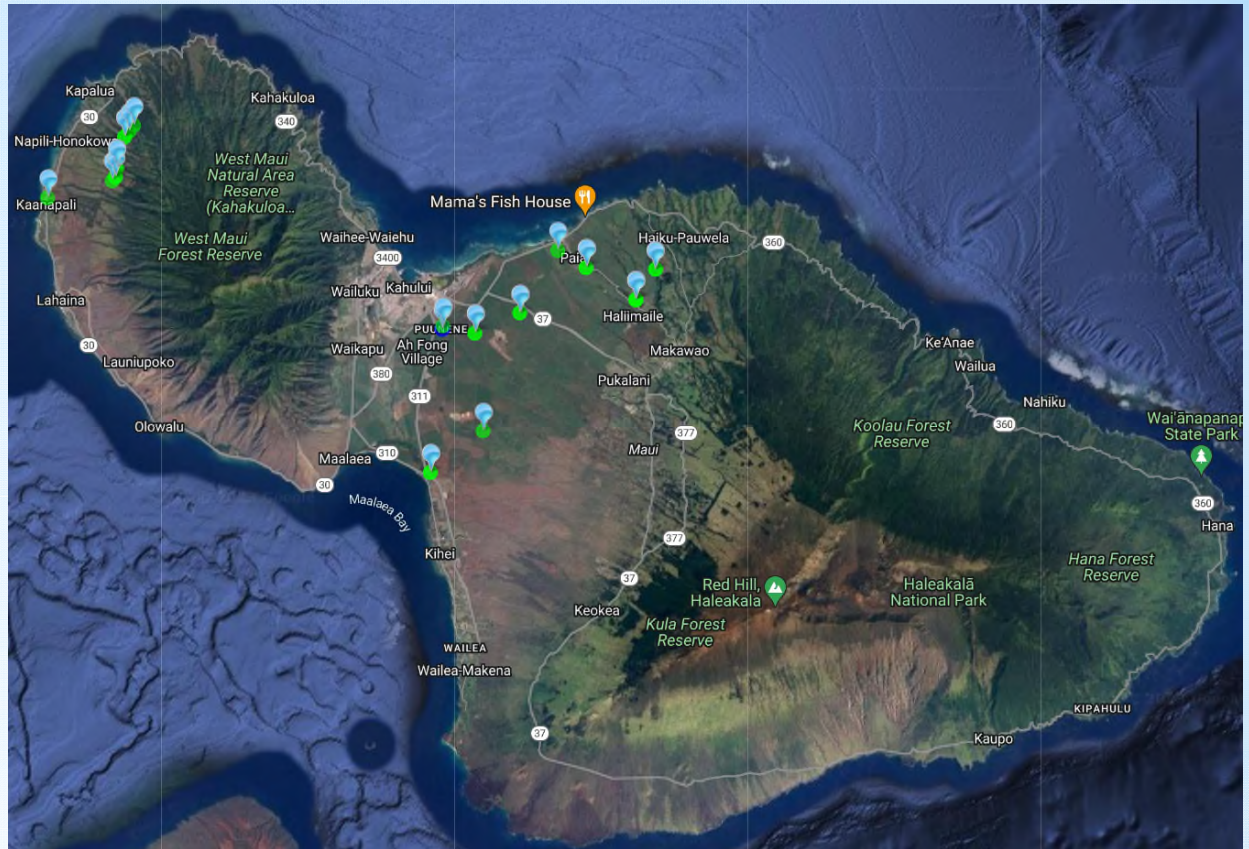 Kapalua
30
Kahakuloa
340
Napili-Honokow
West Maui
Natural Area
Reserve
(Kahakuloa...
Kaanapali
Mama's Fish House
West Maui
Forest Reserve
Waihee-Waiehu
3400
Haiku-Pauwela
360
Paia
Lahaina
Wailuku
Kahului
37
Haliimaile
PUUNENE
Ah Fong
Village
30
Launiupoko
Waikapu
380
Makawao
Ke'Anae
Wailua
Pukalani
311
Nahiku
Olowalu
377
Koolau Forest
Reserve
360
Wai'ānapanap
State Park
Maui
Maalaea
310
30
Maalaea Bay
360
Hana
Kihei
377
Hana Forest
Reserve
37
Red Hill,
Haleakala
Haleakalā
National Park
Keokea
Kula Forest
Reserve
WAILEA
Wailea-Makena
KIPAHULU
37
Kaupo